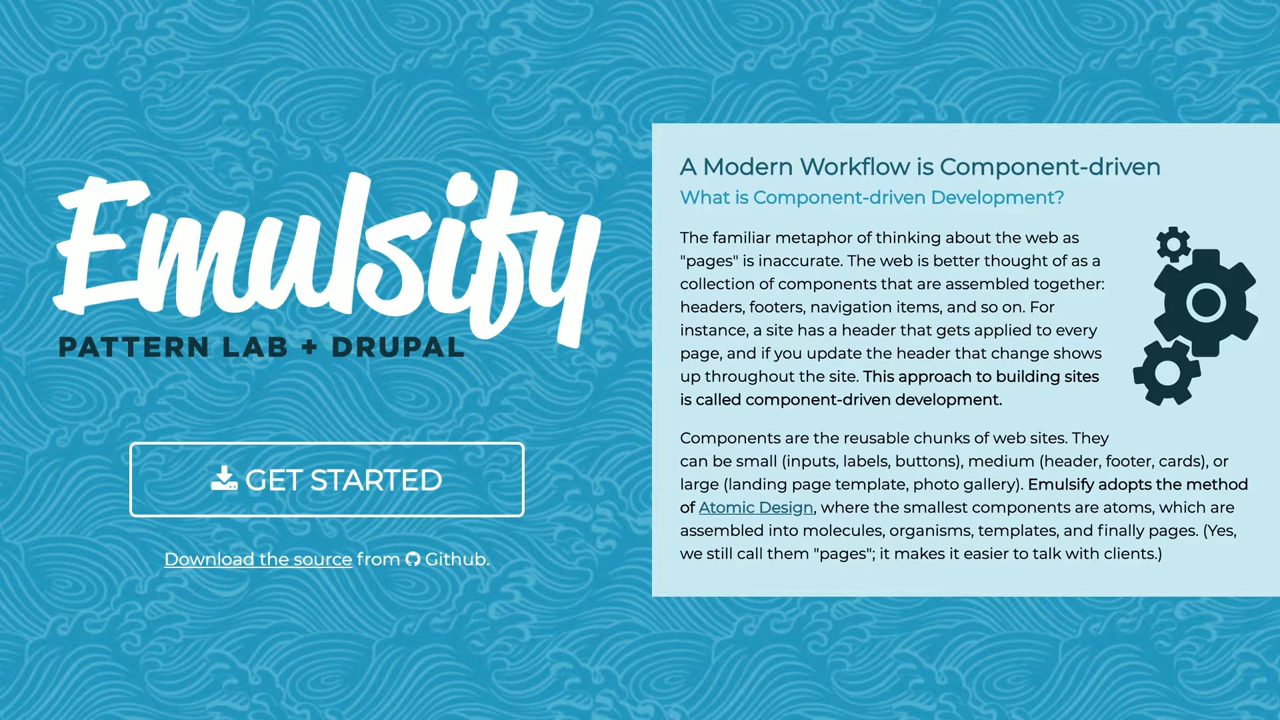 Emulsify
PATTERN LAB + DRUPAL
GET STARTED
Download the source from Github.
A Modern Workflow is Component-driven
What is Component-driven Development?
The familiar metaphor of thinking about the web as
"pages" is inaccurate. The web is better thought of as a
collection of components that are assembled together:
headers, footers, navigation items, and so on. For
instance, a site has a header that gets applied to every
page, and if you update the header that change shows
up throughout the site. This approach to building sites
is called component-driven development.
Components are the reusable chunks of web sites. They
can be small (inputs, labels, buttons), medium (header, footer, cards), or
large (landing page template, photo gallery). Emulsify adopts the method
of Atomic Design, where the smallest components are atoms, which are
assembled into molecules, organisms, templates, and finally pages. (Yes,
we still call them "pages"; it makes it easier to talk with clients.)